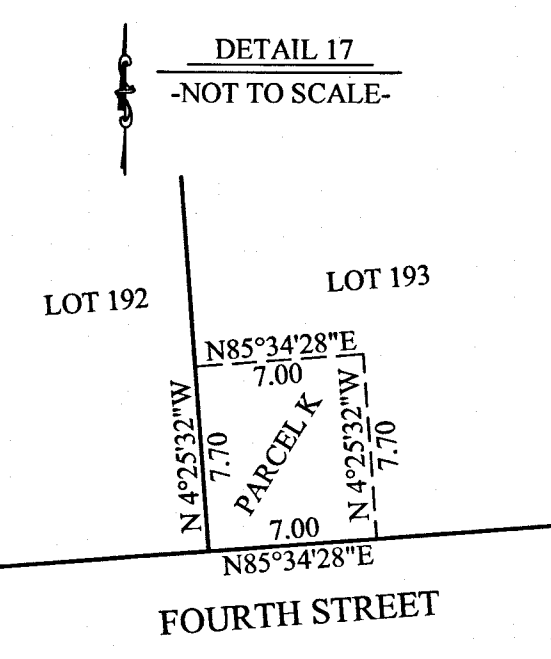 DETAIL 17
-NOT TO SCALE-
LOT 192
LOT 193
N85°34'28"E
7.00
N 4°25'32"W
7.70
PARCEL K
N 4°25'32"W
7.70
7.00
N85°34'28"E
FOURTH STREET